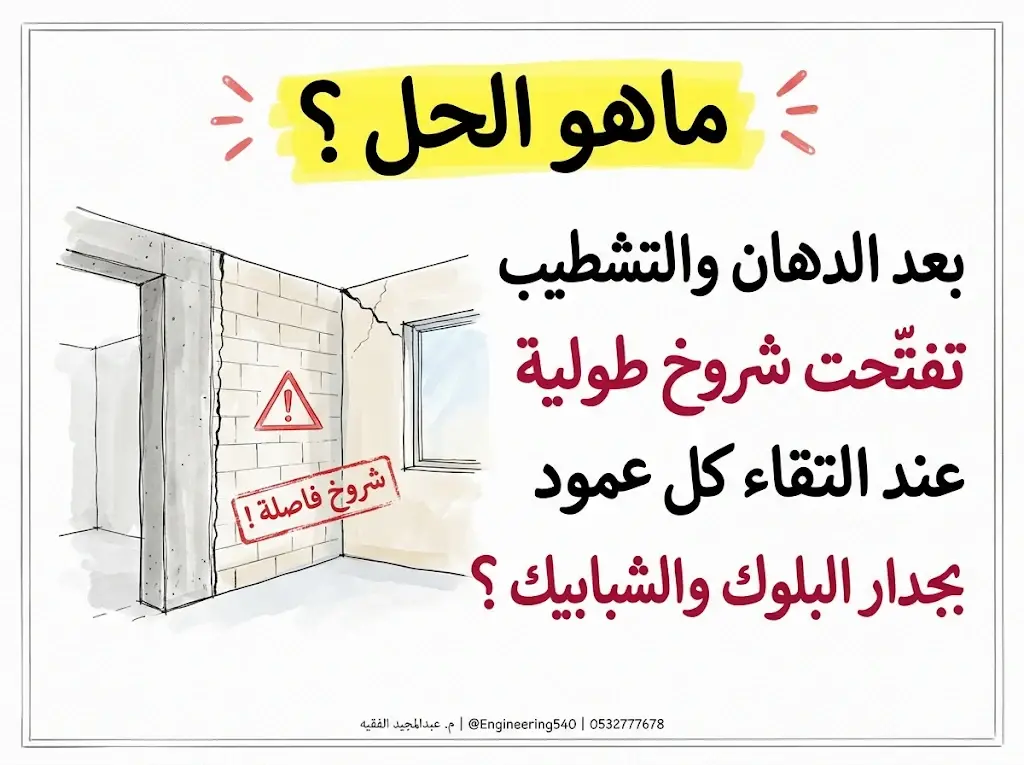 ماهو الحل ؟
بعد الدهان والتشطيب
تفتّحت شروخ طولية
عند التقاء كل عمود
بجدار البلوك والشبابيك ؟
شروخ فاصلة !
م. عبدالمجيد الفقيه | @Engineering540 | 0532777678